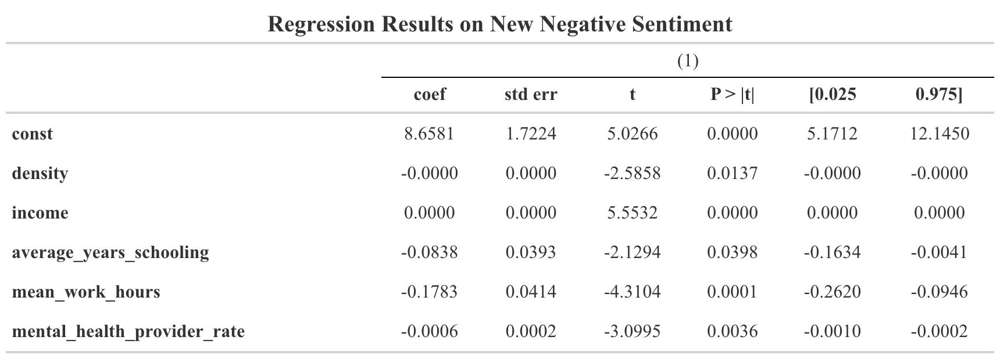 Regression Results on New Negative Sentiment
(1)
coef std err t P > |t| [0.025 0.975]
const 8.6581 1.7224 5.0266 0.0000 5.1712 12.1450
density -0.0000 0.0000 -2.5858 0.0137 -0.0000 -0.0000
income 0.0000 0.0000 5.5532 0.0000 0.0000 0.0000
average_years_schooling -0.0838 0.0393 -2.1294 0.0398 -0.1634 -0.0041
mean_work_hours -0.1783 0.0414 -4.3104 0.0001 -0.2620 -0.0946
mental_health_provider_rate -0.0006 0.0002 -3.0995 0.0036 -0.0010 -0.0002